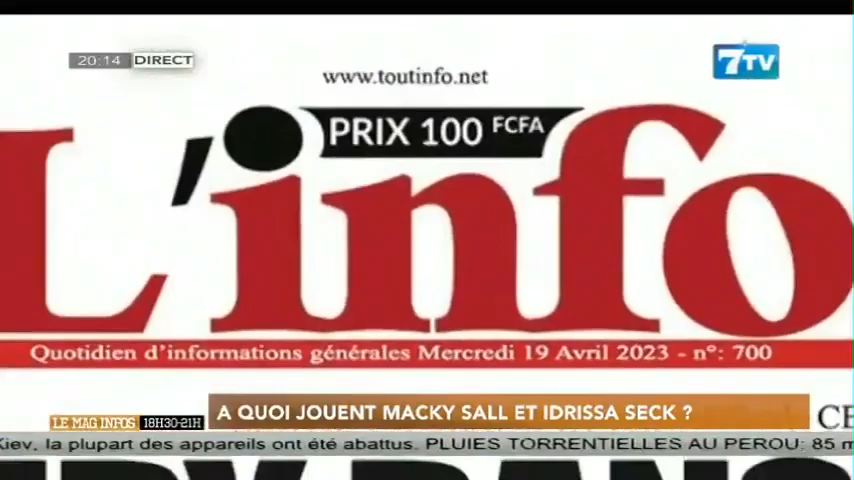 20:14 DIRECT
7TV
www.toutinfo.net
PRIX 100 FCFA
L'info
Quotidien d'informations générales Mercredi 19 Avril 2023 - n°: 700
LE MAG INFOS 18H30-21H
A QUOI JOUENT MACKY SALL ET IDRISSA SECK ?
Kiev, la plupart des appareils ont été abattus. PLUIES TORRENTIELLES AU PEROU: 85 m